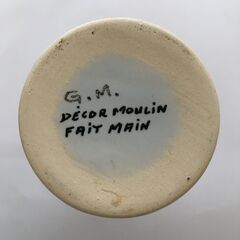 G.M.
DÉCOR MOULIN
FAIT MAIN